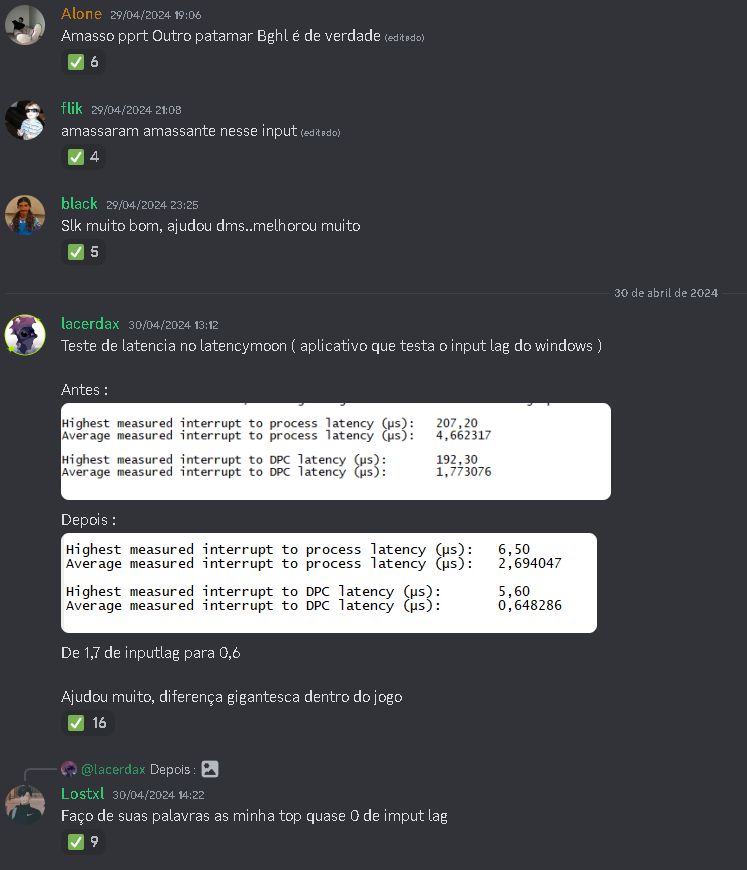 Alone 29/04/2024 19:06
Amasso pprt Outro patamar Bghl é de verdade (editado)
✅ 6
flik 29/04/2024 21:08
amassaram amassante nesse input (editado)
✅ 4
black 29/04/2024 23:25
Slk muito bom, ajudou dms..melhorou muito
✅ 5
30 de abril de 2024
lacerdax 30/04/2024 13:12
Teste de latencia no latencymoon ( aplicativo que testa o input lag do windows )
Antes :
Highest measured interrupt to process latency (µs): 207,20
Average measured interrupt to process latency (µs): 4,662317
Highest measured interrupt to DPC latency (µs): 192,30
Average measured interrupt to DPC latency (µs): 1,773076
Depois :
Highest measured interrupt to process latency (µs): 6,50
Average measured interrupt to process latency (µs): 2,694047
Highest measured interrupt to DPC latency (µs): 5,60
Average measured interrupt to DPC latency (µs): 0,648286
De 1,7 de inputlag para 0,6
Ajudou muito, diferença gigantesca dentro do jogo
✅ 16
@lacerdax Depois :
Lostxl 30/04/2024 14:22
Faço de suas palavras as minha top quase 0 de imput lag
✅ 9